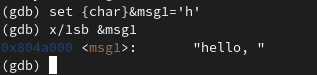 (gdb) set {char}&msg1='h'
(gdb) x/1sb &msg1
0x804a000 <msg1>:        "hello, "
(gdb)